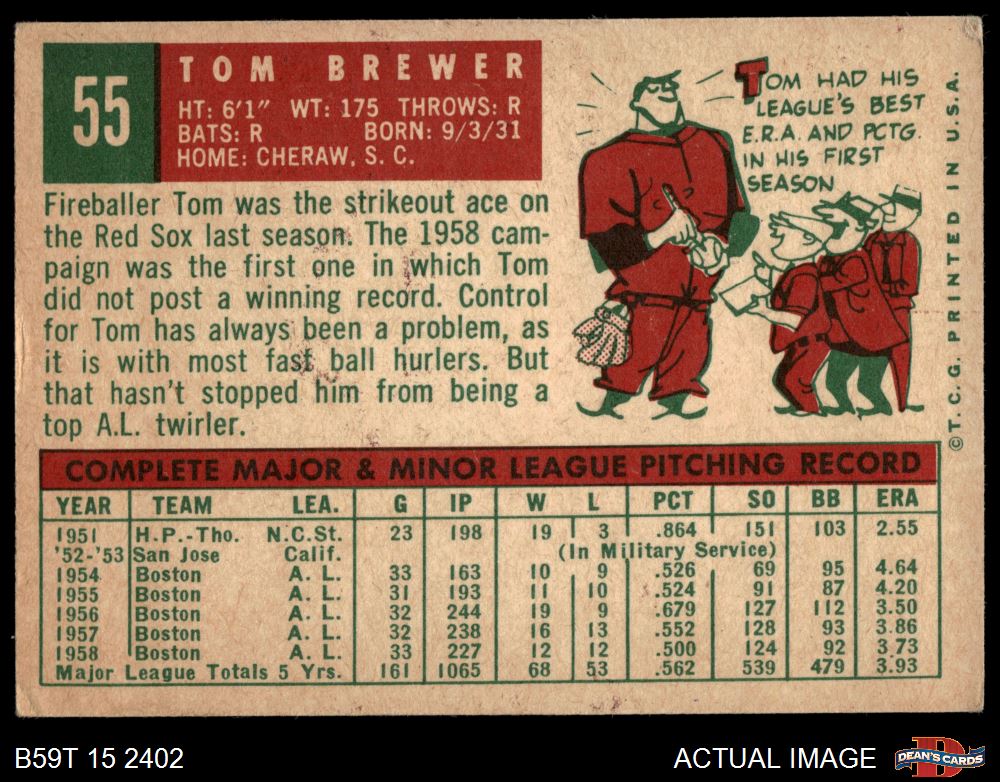 55
TOM BREWER
HT: 6'1" WT: 175 THROWS: R
BATS: R BORN: 9/3/31
HOME: CHERAW, S. C.
TOM HAD HIS
LEAGUE'S BEST
E.R.A. AND PCTG.
IN HIS FIRST
SEASON
Fireballer Tom was the strikeout ace on
the Red Sox last season. The 1958 cam-
paign was the first one in which Tom
did not post a winning record. Control
for Tom has always been a problem, as
it is with most fast ball hurlers. But
that hasn't stopped him from being a
top A.L. twirler.
©T.C.G. PRINTED IN U.S.A.
COMPLETE MAJOR & MINOR LEAGUE PITCHING RECORD
YEAR TEAM LEA. G IP W L PCT SO BB ERA
1951 H.P.-Tho. N.C.St. 23 198 19 3 .864 151 103 2.55
'52-'53 San Jose Calif. (In Military Service)
1954 Boston A. L. 33 163 10 9 .526 69 95 4.64
1955 Boston A. L. 31 193 11 10 .524 91 87 4.20
1956 Boston A. L. 32 244 19 9 .679 127 112 3.50
1957 Boston A. L. 32 238 16 13 .552 128 93 3.86
1958 Boston A. L. 33 227 12 12 .500 124 92 3.73
Major League Totals 5 Yrs. 161 1065 68 53 .562 539 479 3.93
B59T 15 2402
ACTUAL IMAGE
D
DEAN'S CARDS